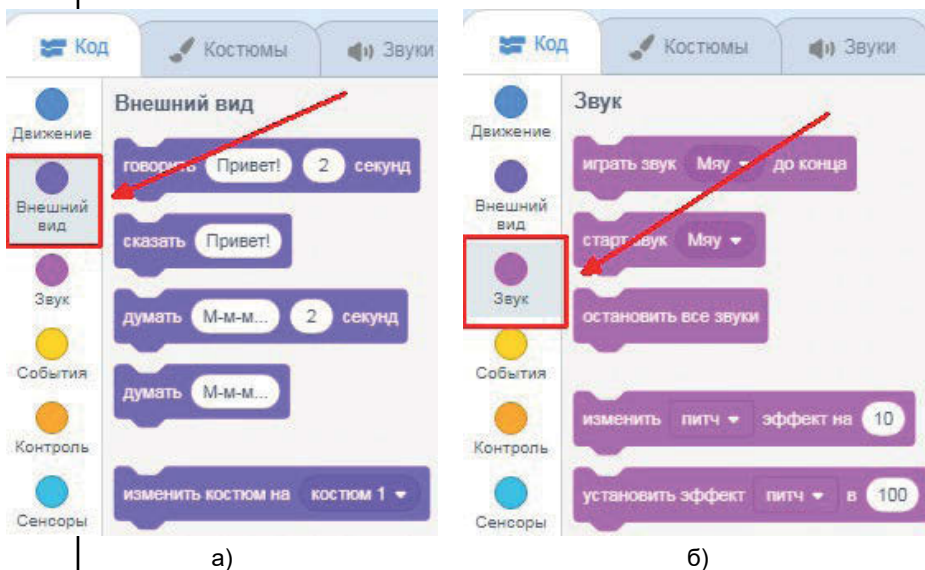 Код Костюмы Звуки
Движение
Внешний вид
Звук
События
Контроль
Сенсоры
Внешний вид
говорить Привет! 2 секунд
сказать Привет!
думать М-м-м... 2 секунд
думать М-м-м...
изменить костюм на костюм 1
а)
Код Костюмы Звуки
Движение
Внешний вид
Звук
События
Контроль
Сенсоры
Звук
играть звук Мяу до конца
старт звук Мяу
остановить все звуки
изменить питч эффект на 10
установить эффект питч в 100
б)